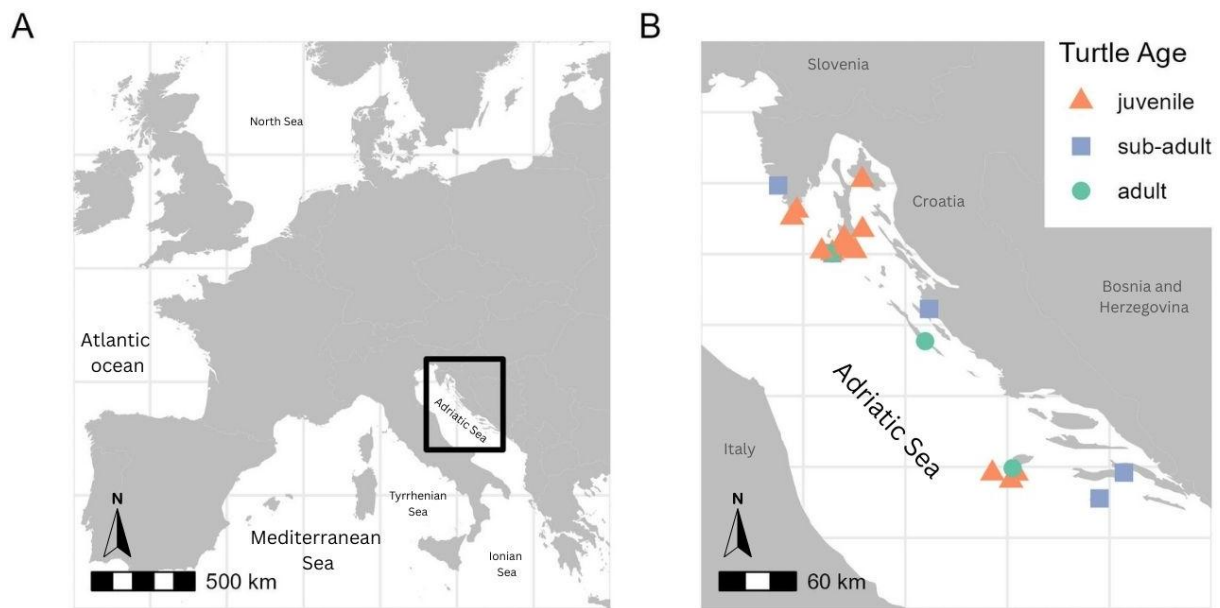 A
North Sea
Atlantic
ocean
Adriatic Sea
Tyrrhenian
Sea
Mediterranean
Sea
Ionian
Sea
N
500 km
B
Turtle Age
juvenile
sub-adult
adult
Slovenia
Croatia
Bosnia and
Herzegovina
Adriatic Sea
Italy
N
60 km